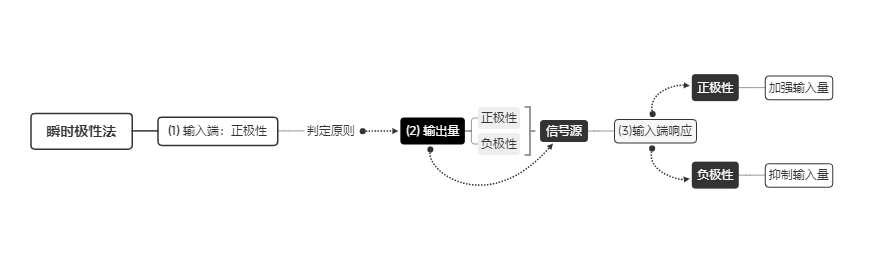 瞬时极性法
(1) 输入端：正极性
判定原则
(2) 输出量
正极性
负极性
信号源
(3)输入端响应
正极性
加强输入量
负极性
抑制输入量